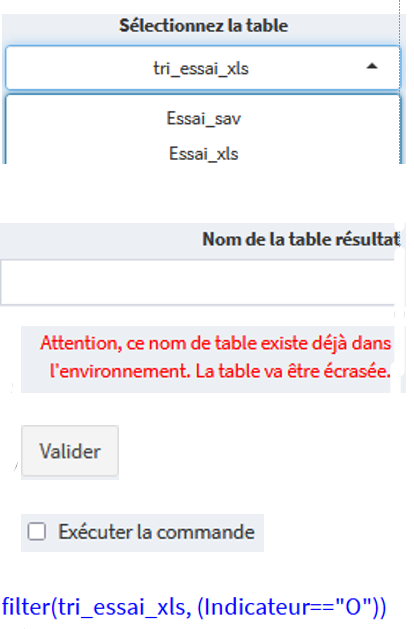 Sélectionnez la table
tri_essai_xls
Essai_sav
Essai_xls
Nom de la table résultat
Attention, ce nom de table existe déjà dans
l'environnement. La table va être écrasée.
Valider
Exécuter la commande
filter(tri_essai_xls, (Indicateur=="O"))